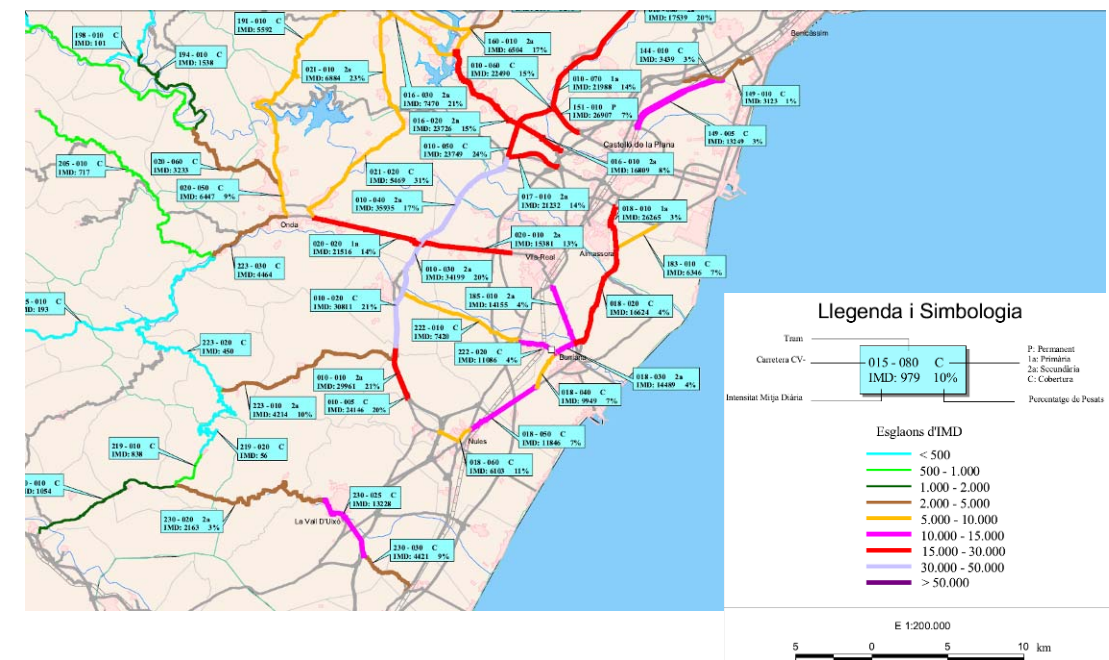 17539 20%
Benicàssim
191 - 010 C
IMD: 5592
198 - 010 C
IMD: 101
194 - 010 C
IMD: 1538
160 - 010 2a
IMD: 6504 17%
144 - 010 C
IMD: 3439 3%
021 - 010 2a
IMD: 6884 23%
010 - 060 C
IMD: 22490 15%
010 - 070 1a
IMD: 21988 14%
016 - 030 2a
IMD: 7470 21%
149 - 010 C
IMD: 3123 1%
151 - 010 P
IMD: 26907 7%
016 - 020 2a
IMD: 23726 15%
149 - 005 C
IMD: 13249 3%
Castelló de la Plana
010 - 050 C
IMD: 23749 24%
205 - 010 C
IMD: 717
020 - 060 C
IMD: 3233
016 - 010 2a
IMD: 16809 8%
021 - 020 C
IMD: 5469 31%
020 - 050 C
IMD: 6447 9%
010 - 040 2a
IMD: 35935 17%
017 - 010 2a
IMD: 21232 14%
018 - 010 1a
IMD: 26265 3%
Onda
020 - 020 1a
IMD: 21516 14%
020 - 010 2a
IMD: 15381 13%
Vila-Real
Almassora
223 - 030 C
IMD: 4464
010 - 030 2a
IMD: 34199 20%
183 - 010 C
IMD: 6346 7%
010 - 020 C
IMD: 30811 21%
185 - 010 2a
IMD: 14155 4%
018 - 020 C
IMD: 16624 4%
5 - 010 C
MD: 193
222 - 010 C
IMD: 7420
223 - 020 C
IMD: 450
222 - 020 C
IMD: 11086 4%
Burriana
010 - 010 2a
IMD: 29961 21%
018 - 030 2a
IMD: 14489 4%
018 - 040 C
IMD: 9949 7%
010 - 005 C
IMD: 24146 20%
223 - 010 2a
IMD: 4214 10%
219 - 010 C
IMD: 838
219 - 020 C
IMD: 56
Nules
018 - 050 C
IMD: 11846 7%
018 - 060 C
IMD: 6103 11%
0 - 010 C
MD: 1054
230 - 025 C
IMD: 13228
La Vall D'Uixó
230 - 020 2a
IMD: 2163 3%
230 - 030 C
IMD: 4421 9%
Llegenda i Simbologia
Tram
Carretera CV-
Intensitat Mitja Diària
015 - 080 C
IMD: 979 10%
P: Permanent
1a: Primària
2a: Secundària
C: Cobertura
Percentatge de Pesats
Esglaons d'IMD
< 500
500 - 1.000
1.000 - 2.000
2.000 - 5.000
5.000 - 10.000
10.000 - 15.000
15.000 - 30.000
30.000 - 50.000
> 50.000
E 1:200.000
5 0 5 10 km